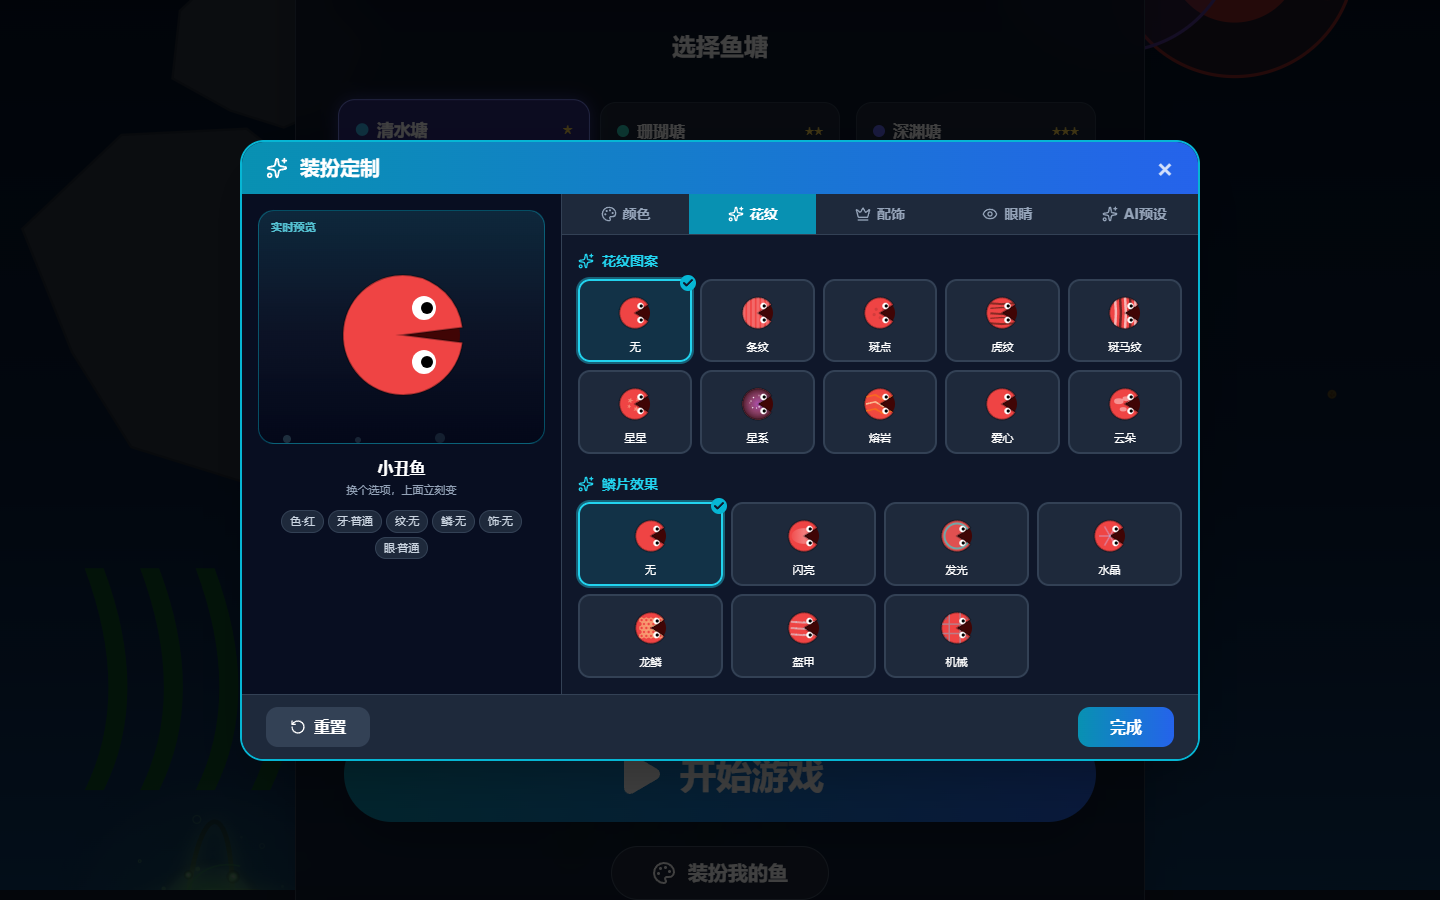 选择鱼塘
清水塘 ★
珊瑚塘 ★★
深渊塘 ★★★
装扮定制
实时预览
小丑鱼
换个选项，上面立刻变
色·红 牙·普通 纹·无 鳞·无 饰·无
眼·普通
颜色 花纹 配饰 眼睛 AI预设
花纹图案
无 条纹 斑点 虎纹 斑马纹
星星 星系 熔岩 爱心 云朵
鳞片效果
无 闪亮 发光 水晶
龙鳞 盔甲 机械
重置 完成
开始游戏
装扮我的鱼